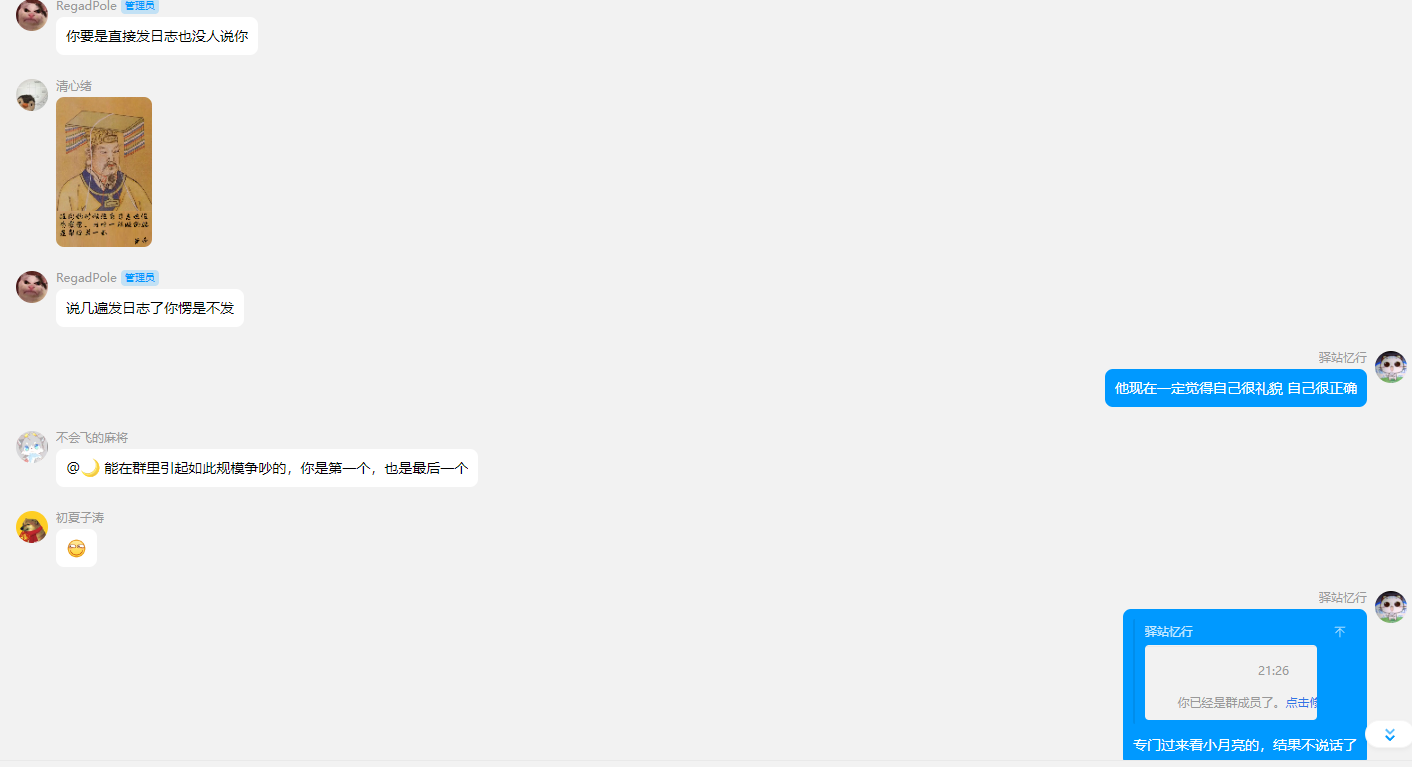 RegadPole 管理员
你要是直接发日志也没人说你
清心绪
RegadPole 管理员
说几遍发日志了你愣是不发
驿站忆行
他现在一定觉得自己很礼貌 自己很正确
不会飞的麻将
@🌙 能在群里引起如此规模争吵的，你是第一个，也是最后一个
初夏子涛
驿站忆行
驿站忆行
21:26
你已经是群成员了。点击修
专门过来看小月亮的，结果不说话了